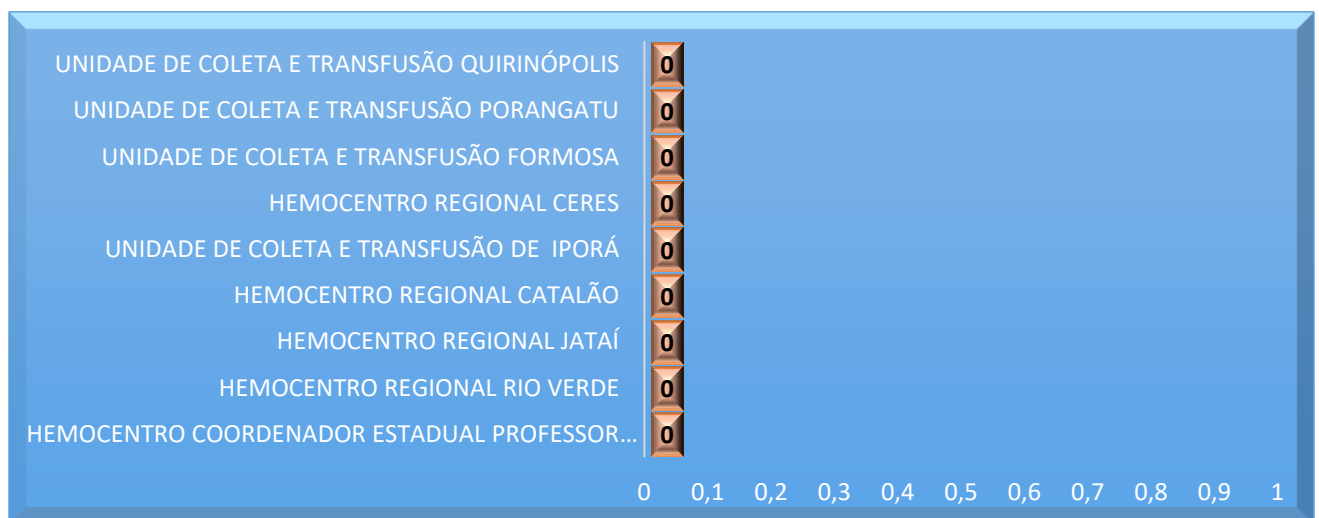 UNIDADE DE COLETA E TRANSFUSÃO QUIRINÓPOLIS 0
UNIDADE DE COLETA E TRANSFUSÃO PORANGATU 0
UNIDADE DE COLETA E TRANSFUSÃO FORMOSA 0
HEMOCENTRO REGIONAL CERES 0
UNIDADE DE COLETA E TRANSFUSÃO DE IPORÁ 0
HEMOCENTRO REGIONAL CATALÃO 0
HEMOCENTRO REGIONAL JATAÍ 0
HEMOCENTRO REGIONAL RIO VERDE 0
HEMOCENTRO COORDENADOR ESTADUAL PROFESSOR... 0
0 0,1 0,2 0,3 0,4 0,5 0,6 0,7 0,8 0,9 1